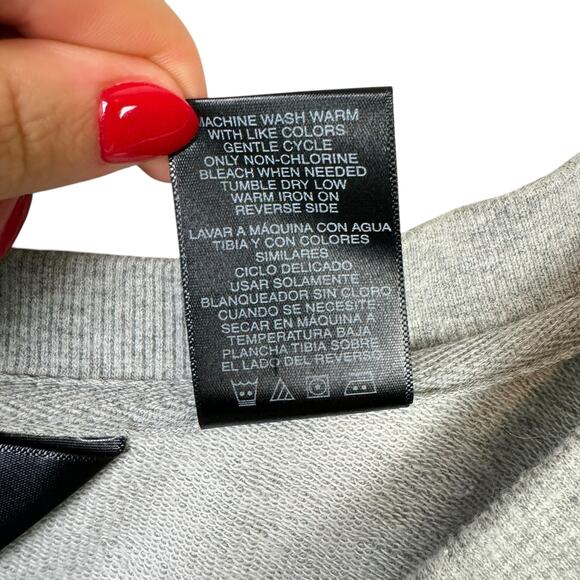 MACHINE WASH WARM
WITH LIKE COLORS
GENTLE CYCLE
ONLY NON-CHLORINE
BLEACH WHEN NEEDED
TUMBLE DRY LOW
WARM IRON ON
REVERSE SIDE
LAVAR A MÁQUINA CON AGUA
TIBIA Y CON COLORES
SIMILARES
CICLO DELICADO
USAR SOLAMENTE
BLANQUEADOR SIN CLORO
CUANDO SE NECESITE
SECAR EN MÁQUINA A
TEMPERATURA BAJA
PLANCHA TIBIA SOBRE
EL LADO DEL REVERSO